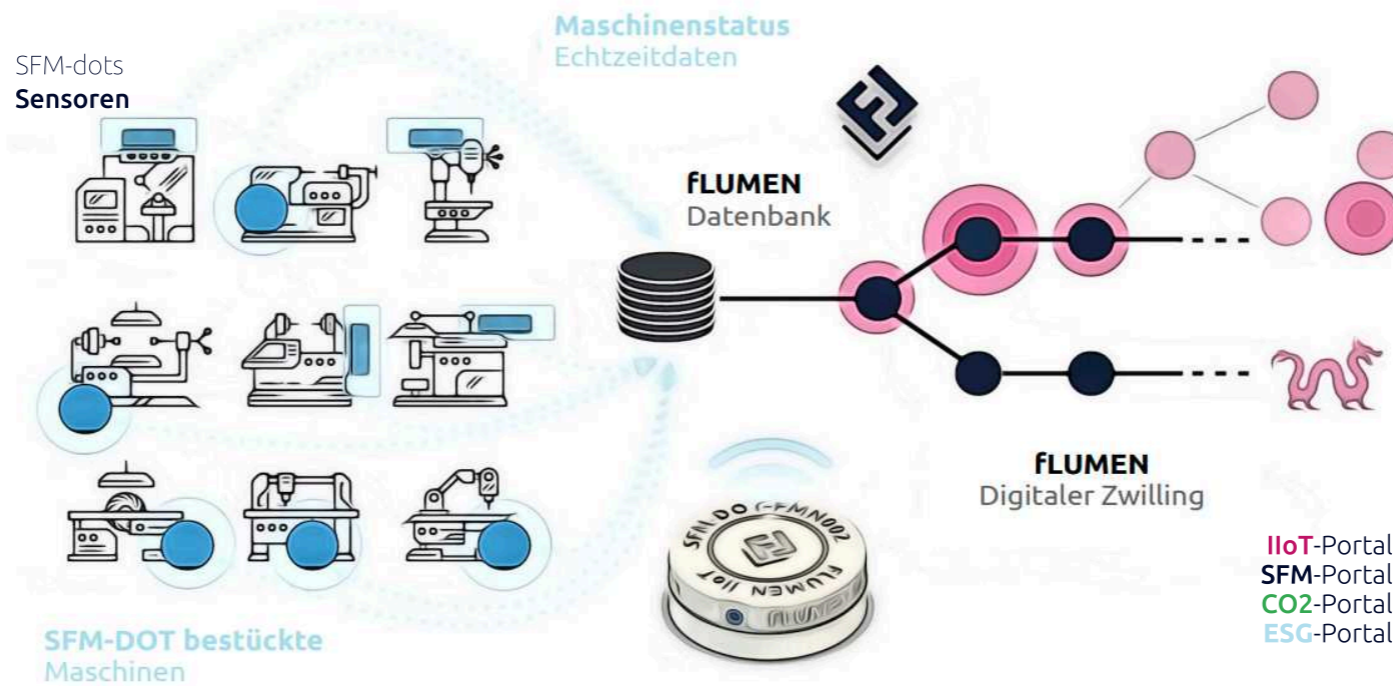 Maschinenstatus
Echtzeitdaten
SFM-dots
Sensoren
fLUMEN
Datenbank
fLUMEN
Digitaler Zwilling
FLUMEN IIoT
IIoT-Portal
SFM-Portal
CO2-Portal
ESG-Portal
SFM-DOT bestückte
Maschinen